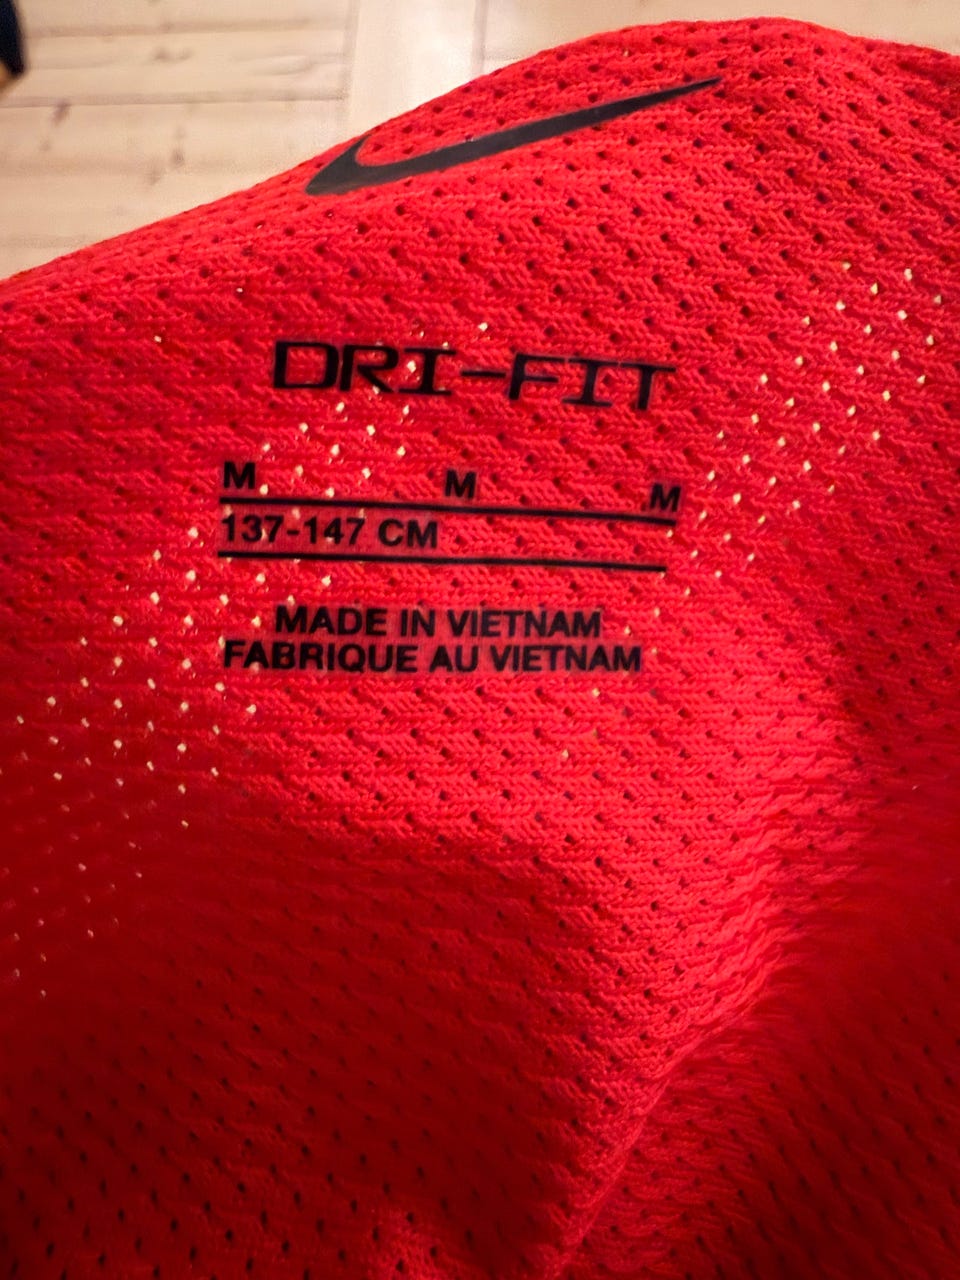 DRI-FIT
M M M
137-147 CM
MADE IN VIETNAM
FABRIQUE AU VIETNAM